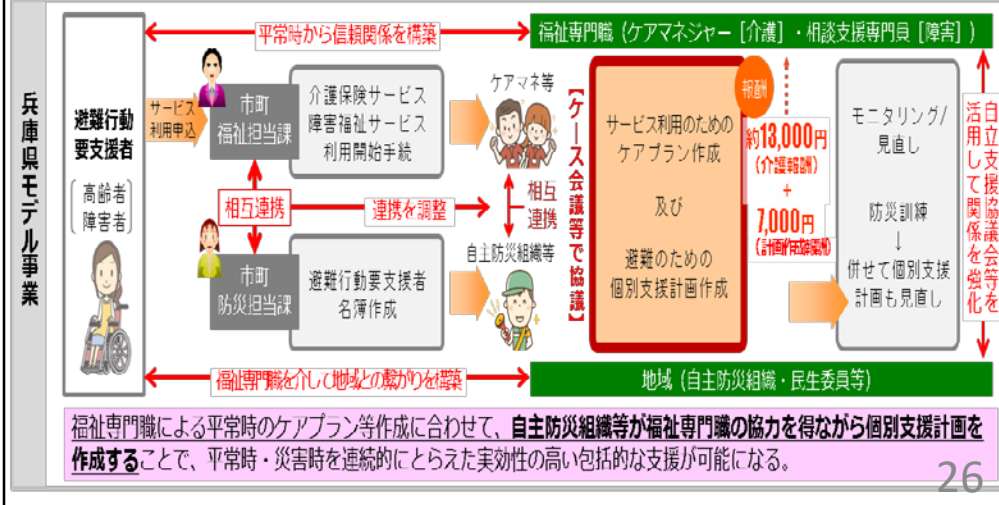 兵庫県モデル事業
平常時から信頼関係を構築
福祉専門職（ケアマネジャー［介護］・相談支援専門員［障害］）
避難行動
要支援者
高齢者
障害者
サービス
利用申込
市町
福祉担当課
介護保険サービス
障害福祉サービス
利用開始手続
ケアマネ等
相互連携
連携を調整
相互
連携
市町
防災担当課
避難行動要支援者
名簿作成
自主防災組織等
【ケース会議等で協議】
サービス利用のための
ケアプラン作成
及び
避難のための
個別支援計画作成
報酬
約13,000円
（介護報酬）
＋
7,000円
モニタリング/
見直し
防災訓練
↓
併せて個別支援
計画も見直し
自立支援協議会等を
活用して関係を強化
福祉専門職を介して地域との繋がりを構築
地域（自主防災組織・民生委員等）
福祉専門職による平常時のケアプラン等作成に合わせて、自主防災組織等が福祉専門職の協力を得ながら個別支援計画を
作成することで、平常時・災害時を連続的にとらえた実効性の高い包括的な支援が可能になる。
26